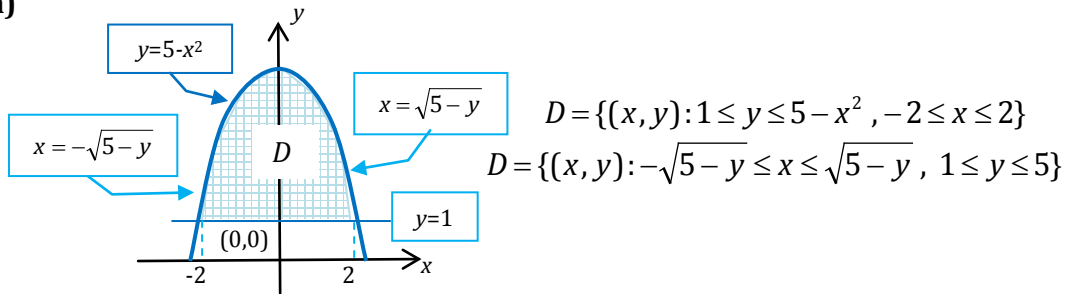 )
y
y=5-x²
x = √(5 − y)
x = −√(5 − y)
D
D = {(x, y): 1 ≤ y ≤ 5 − x² , −2 ≤ x ≤ 2}
D = {(x, y): −√(5 − y) ≤ x ≤ √(5 − y) , 1 ≤ y ≤ 5}
y=1
(0,0)
x
-2
2